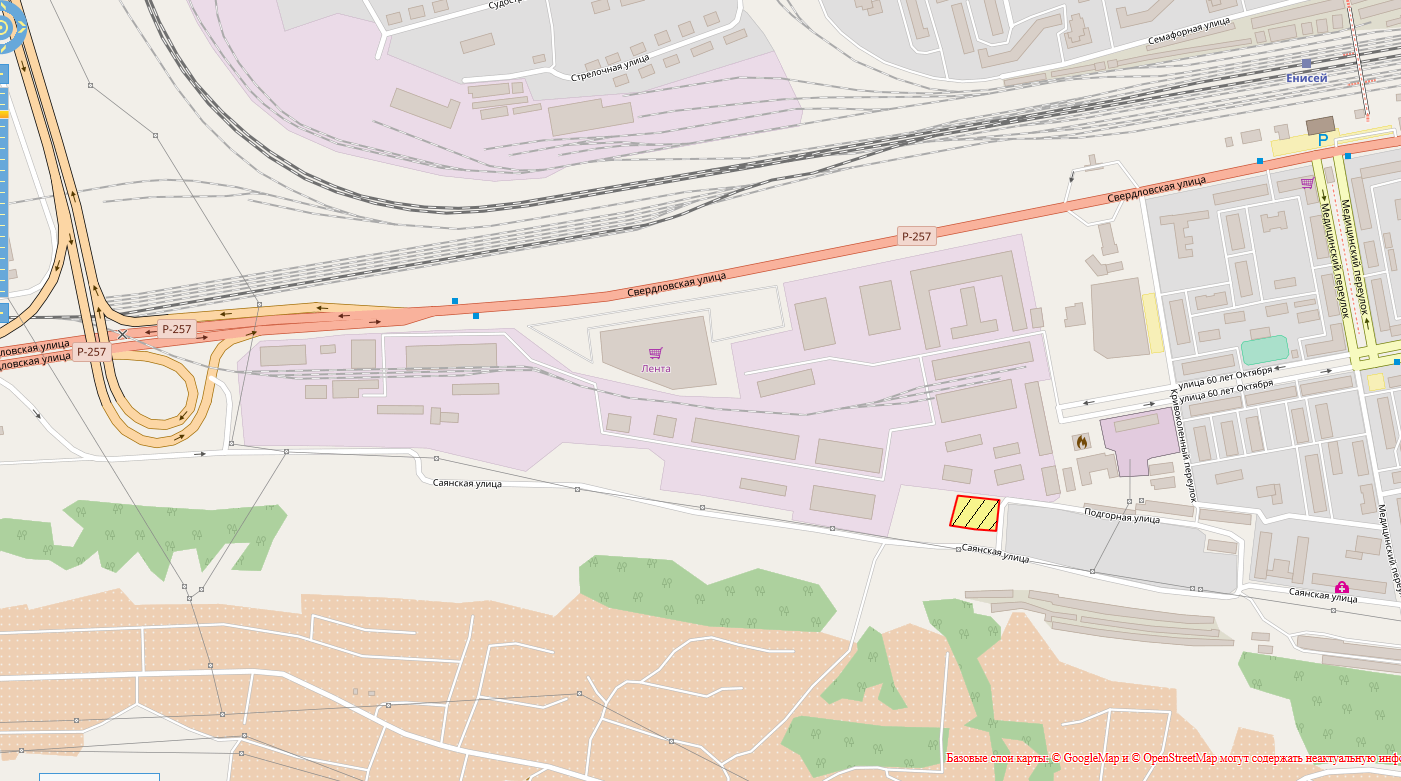 Судостр
Семафорная улица
Стрелочная улица
Енисей
P
Свердловская улица
Р-257
Медицинский переулок
Медицинский переулок
Свердловская улица
Р-257
Р-257
ловская улица
ловская улица
Лента
улица 60 лет Октября
улица 60 лет Октября
Кривоколенный переулок
Саянская улица
Подгорная улица
Медицинский пере
Саянская улица
Саянская улица
Базовые слои карты: © GoogleMap и © OpenStreetMap могут содержать неактуальную инфо